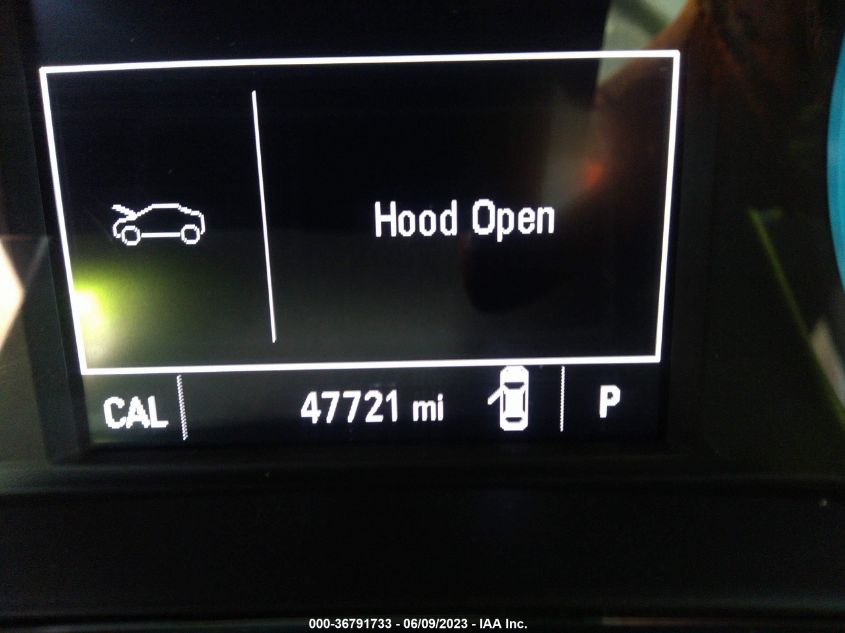 Hood Open
CAL 47721 mi P
000-36791733 - 06/09/2023 - IAA Inc.